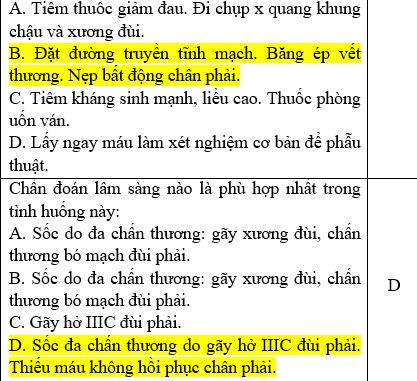 A. Tiêm thuốc giảm đau. Đi chụp x quang khung
chậu và xương đùi.
B. Đặt đường truyền tĩnh mạch. Băng ép vết
thương. Nẹp bất động chân phải.
C. Tiêm kháng sinh mạnh, liều cao. Thuốc phòng
uốn ván.
D. Lấy ngay máu làm xét nghiệm cơ bản để phẫu
thuật.
Chẩn đoán lâm sàng nào là phù hợp nhất trong
tình huống này:
A. Sốc do đa chấn thương: gãy xương đùi, chấn
thương bó mạch đùi phải.
B. Sốc do đa chấn thương: gãy xương đùi, chấn
thương bó mạch đùi phải.
C. Gãy hở IIIC đùi phải.
D. Sốc đa chấn thương do gãy hở IIIC đùi phải.
Thiếu máu không hồi phục chân phải.
D